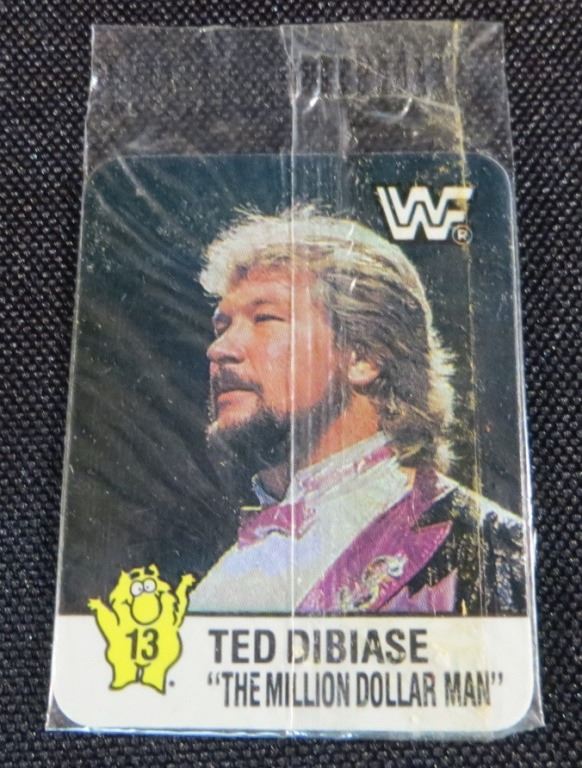 WF®
13
TED DIBIASE
"THE MILLION DOLLAR MAN"